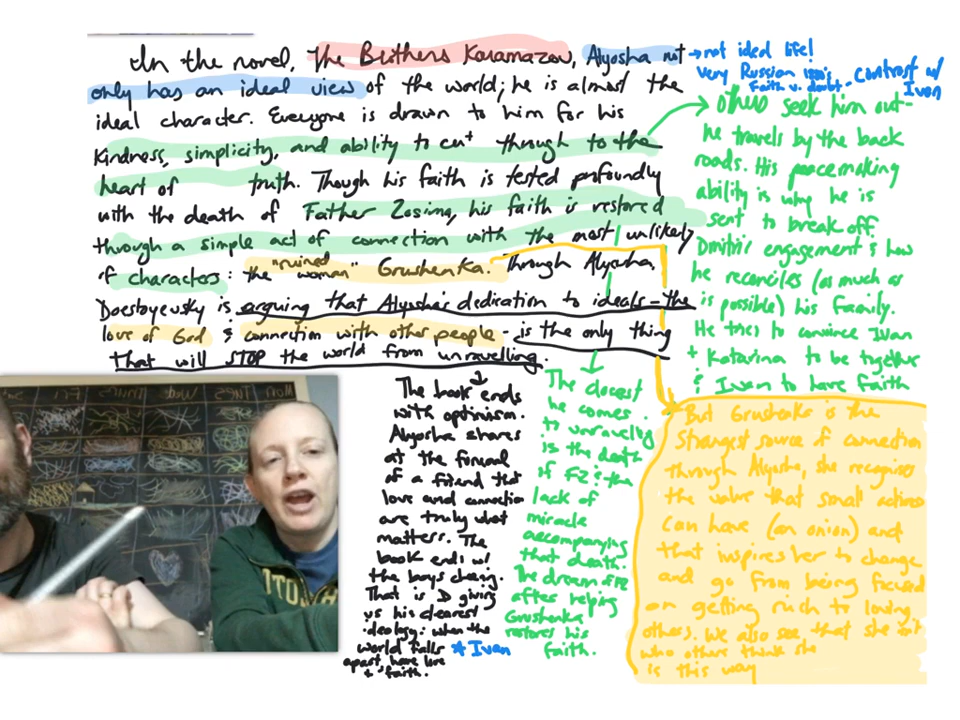 In the novel, The Brothers Karamazov, Alyosha not
only has an ideal view of the world; he is almost the
ideal character. Everyone is drawn to him for his
kindness, simplicity, and ability to cut through to the
heart of truth. Though his faith is tested profoundly
with the death of Father Zosima, his faith is restored
through a simple act of connection with the most unlikely
of characters: the "ruined woman" Grushenka. Through Alyosha,
Doestoyevsky is arguing that Alyosha's dedication to ideals - the
love of God & connection with other people - is the only thing
that will STOP the world from unravelling.
→ not ideal life!
very Russian 1880s
Faith v. doubt.
Contrast w/
Ivan
others seek him out-
he travels by the back
roads. His peacemaking
ability is why he is
sent to break off
Dmitri's engagement & how
he reconciles (as much as
is possible) his family.
He tries to convince Ivan
+ Katarina to be together
& Ivan to have faith
But Grushenka is the
strangest source of connection
through Alyosha, she recognizes
the value that small actions
can have (an onion) and
that inspires her to change
and go from being focused
on getting rich to loving
others. We also see that she isn't
who others think she
is this way
The book ends
with optimism.
Alyosha shares
at the funeral
of a friend that
love and connection
are truly what
matters. The
book ends w/
the boys
That is D giving
us his clearest
ideology: when the
world falls
apart, have love
+ faith.
* Ivan
The closest
he comes
to unraveling
is the death
of FZ & the
lack of
miracle
accompanying
that death.
The dream of FZ
after helping
Grushenka
restores his
faith.